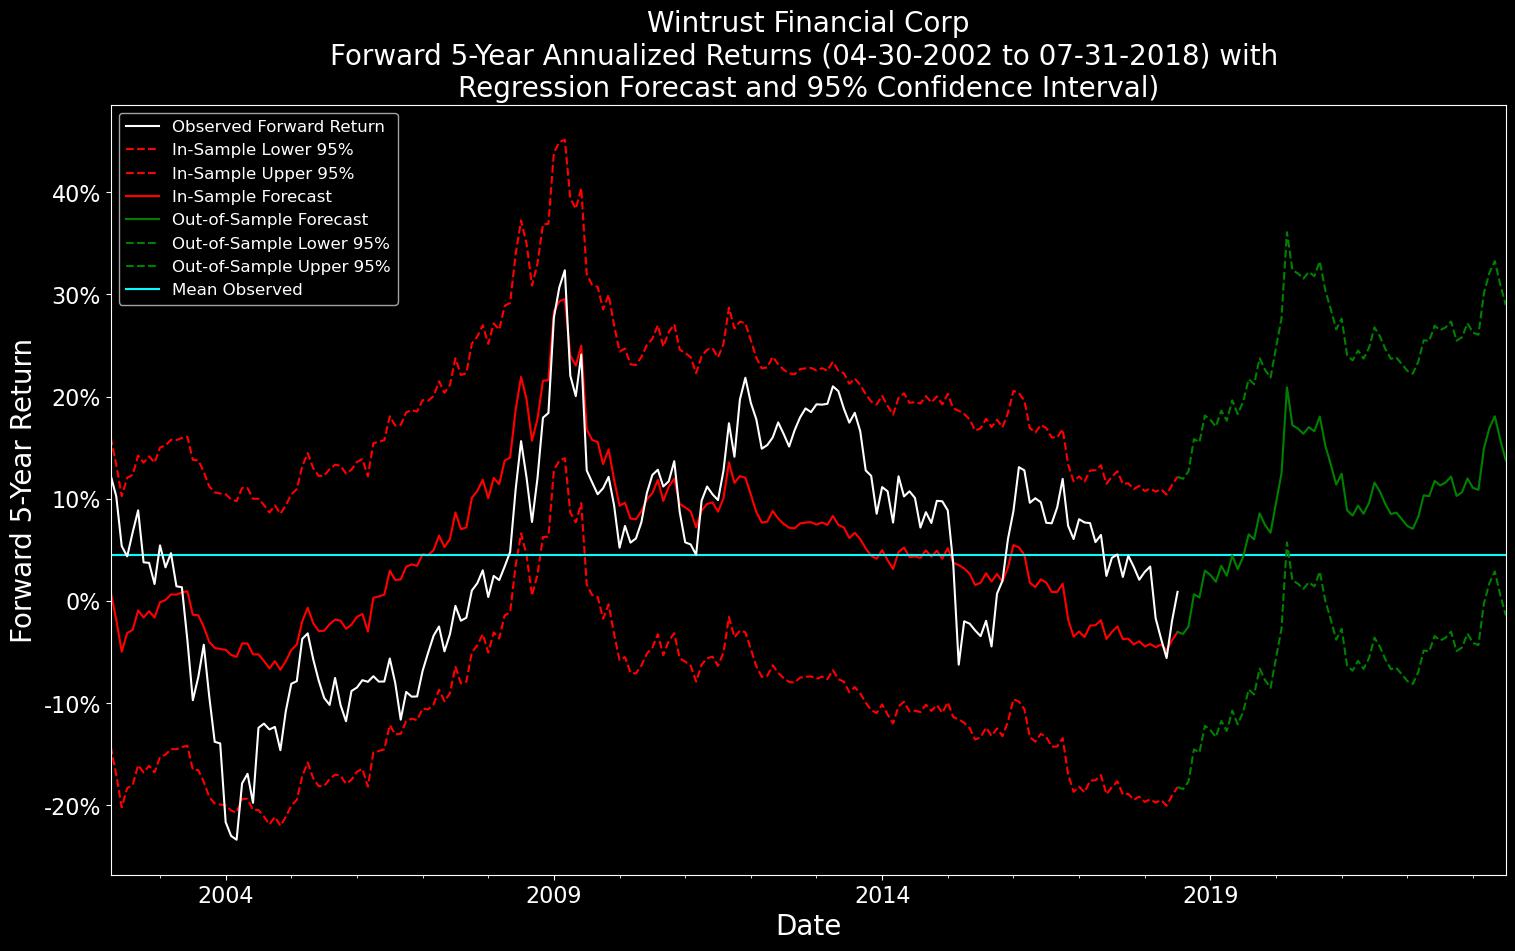 Wintrust Financial Corp
Forward 5-Year Annualized Returns (04-30-2002 to 07-31-2018) with
Regression Forecast and 95% Confidence Interval)
Observed Forward Return
In-Sample Lower 95%
In-Sample Upper 95%
In-Sample Forecast
Out-of-Sample Forecast
Out-of-Sample Lower 95%
Out-of-Sample Upper 95%
Mean Observed
Forward 5-Year Return
40%
30%
20%
10%
0%
-10%
-20%
2004
2009
2014
2019
Date